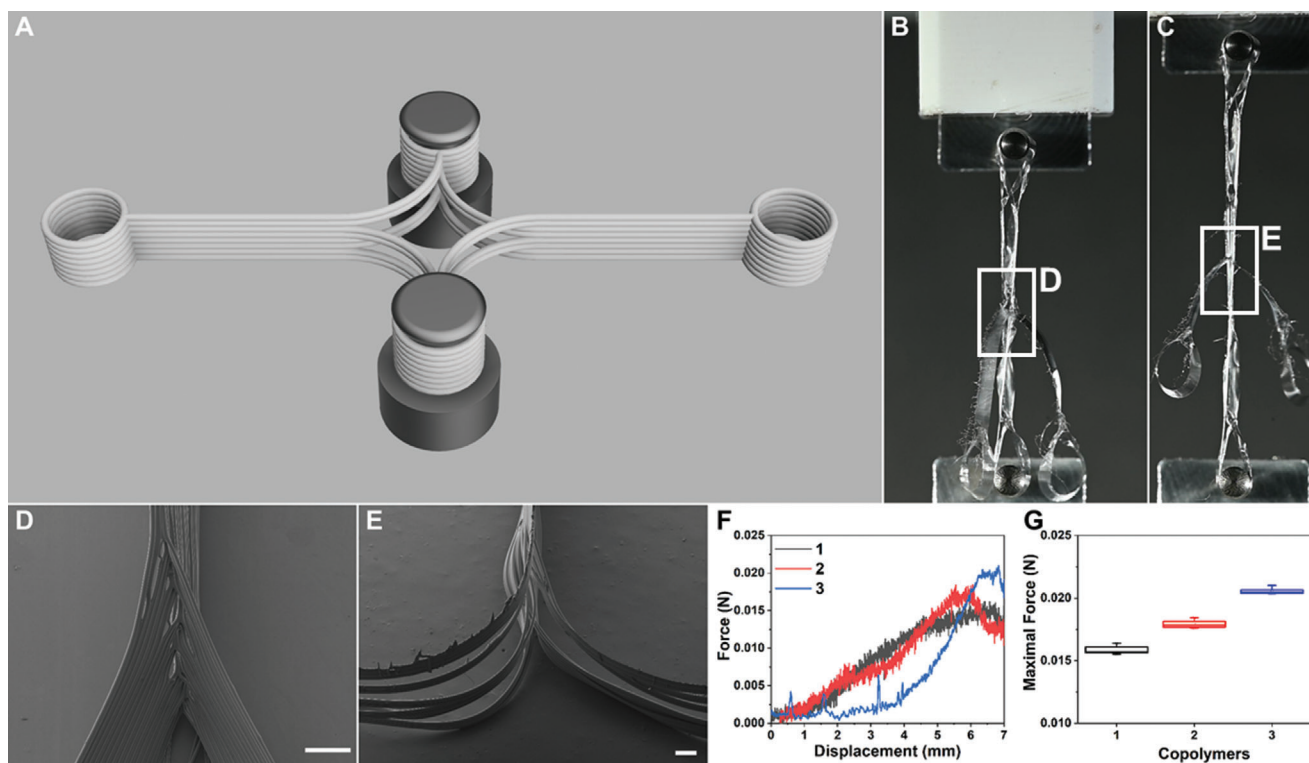 A
B
C
D
E
D
E
F
G
1
2
3
0.025
0.020
0.015
0.010
0.005
0.000
Force (N)
0 1 2 3 4 5 6 7
Displacement (mm)
0.025
0.020
0.015
0.010
Maximal Force (N)
1 2 3
Copolymers